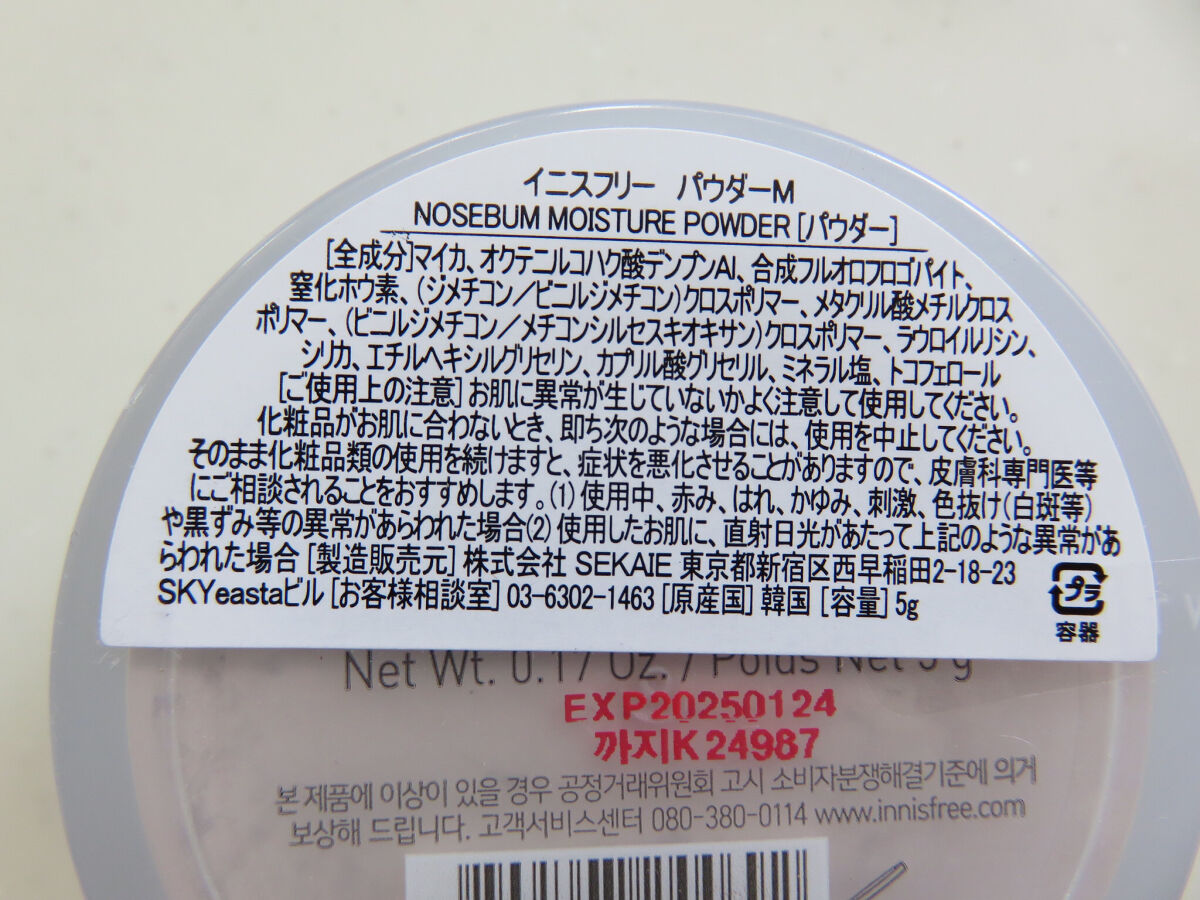 イニスフリー　パウダーM
NOSEBUM MOISTURE POWDER [パウダー]
[全成分]マイカ、オクテニルコハク酸デンプンAl、合成フルオロフロゴパイト、
窒化ホウ素、(ジメチコン／ビニルジメチコン)クロスポリマー、メタクリル酸メチルクロス
ポリマー、(ビニルジメチコン／メチコンシルセスキオキサン)クロスポリマー、ラウロイルリシン、
シリカ、エチルヘキシルグリセリン、カプリル酸グリセリル、ミネラル塩、トコフェロール
[ご使用上の注意] お肌に異常が生じていないかよく注意して使用してください。
化粧品がお肌に合わないとき、即ち次のような場合には、使用を中止してください。
そのまま化粧品類の使用を続けますと、症状を悪化させることがありますので、皮膚科専門医等
にご相談されることをおすすめします。(1) 使用中、赤み、はれ、かゆみ、刺激、色抜け(白斑等)
や黒ずみ等の異常があらわれた場合(2) 使用したお肌に、直射日光があたって上記のような異常があ
らわれた場合 [製造販売元] 株式会社 SEKAIE 東京都新宿区西早稲田2-18-23
SKYeastaビル [お客様相談室] 03-6302-1463 [原産国] 韓国 [容量] 5g
プラ
容器
Net Wt. 0.17 Oz. / Poids Net 5 g
EXP20250124
까지K24987
본 제품에 이상이 있을 경우 공정거래위원회 고시 소비자분쟁해결기준에 의거
보상해 드립니다. 고객서비스센터 080-380-0114 www.innisfree.com